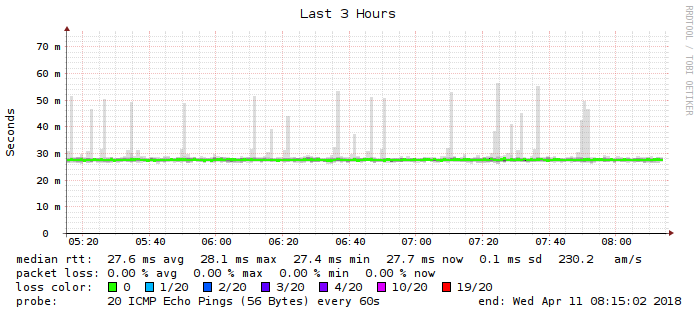 Last 3 Hours
RRDTOOL / TOBI OETIKER
Seconds
70 m
60 m
50 m
40 m
30 m
20 m
10 m
0
05:20 05:40 06:00 06:20 06:40 07:00 07:20 07:40 08:00
median rtt: 27.6 ms avg 28.1 ms max 27.4 ms min 27.7 ms now 0.1 ms sd 230.2 am/s
packet loss: 0.00 % avg 0.00 % max 0.00 % min 0.00 % now
loss color: 0 1/20 2/20 3/20 4/20 10/20 19/20
probe: 20 ICMP Echo Pings (56 Bytes) every 60s end: Wed Apr 11 08:15:02 2018